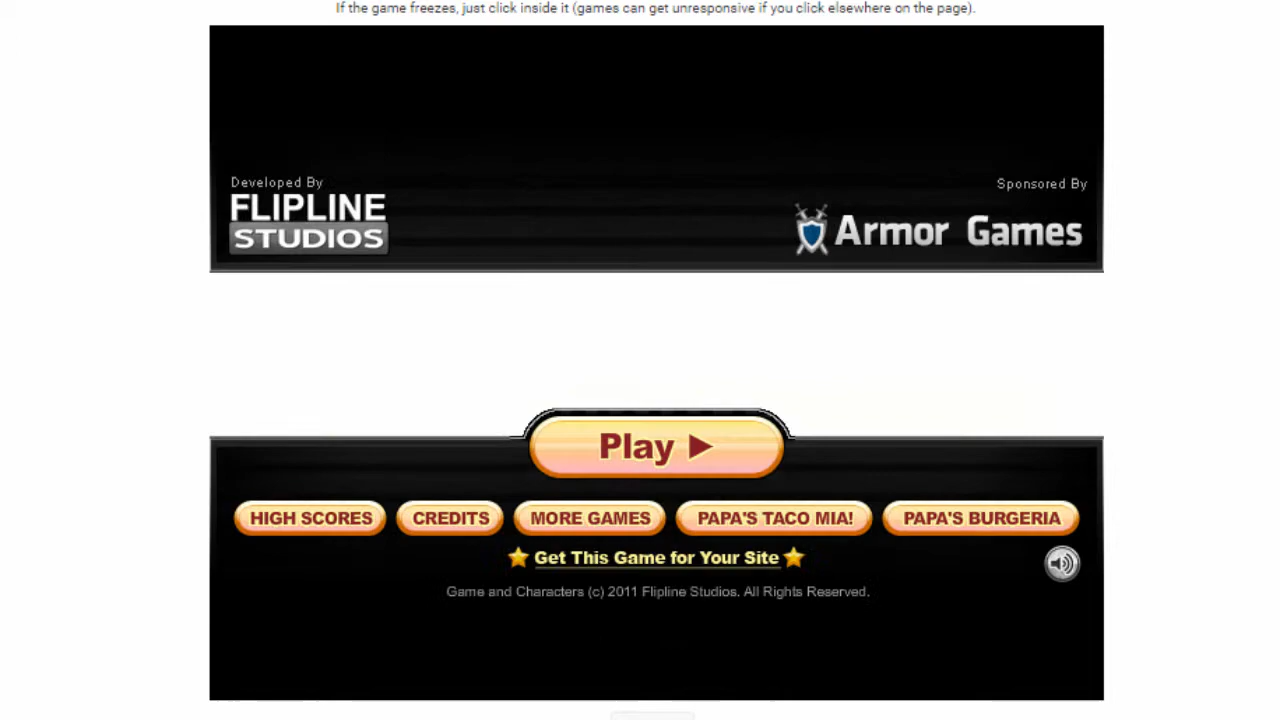 If the game freezes, just click inside it (games can get unresponsive if you click elsewhere on the page).
Developed By
Sponsored By
FLIPLINE
STUDIOS
Armor Games
Play
HIGH SCORES
CREDITS
MORE GAMES
PAPA'S TACO MIA!
PAPA'S BURGERIA
Get This Game for Your Site
Game and Characters (c) 2011 Flipline Studios. All Rights Reserved.